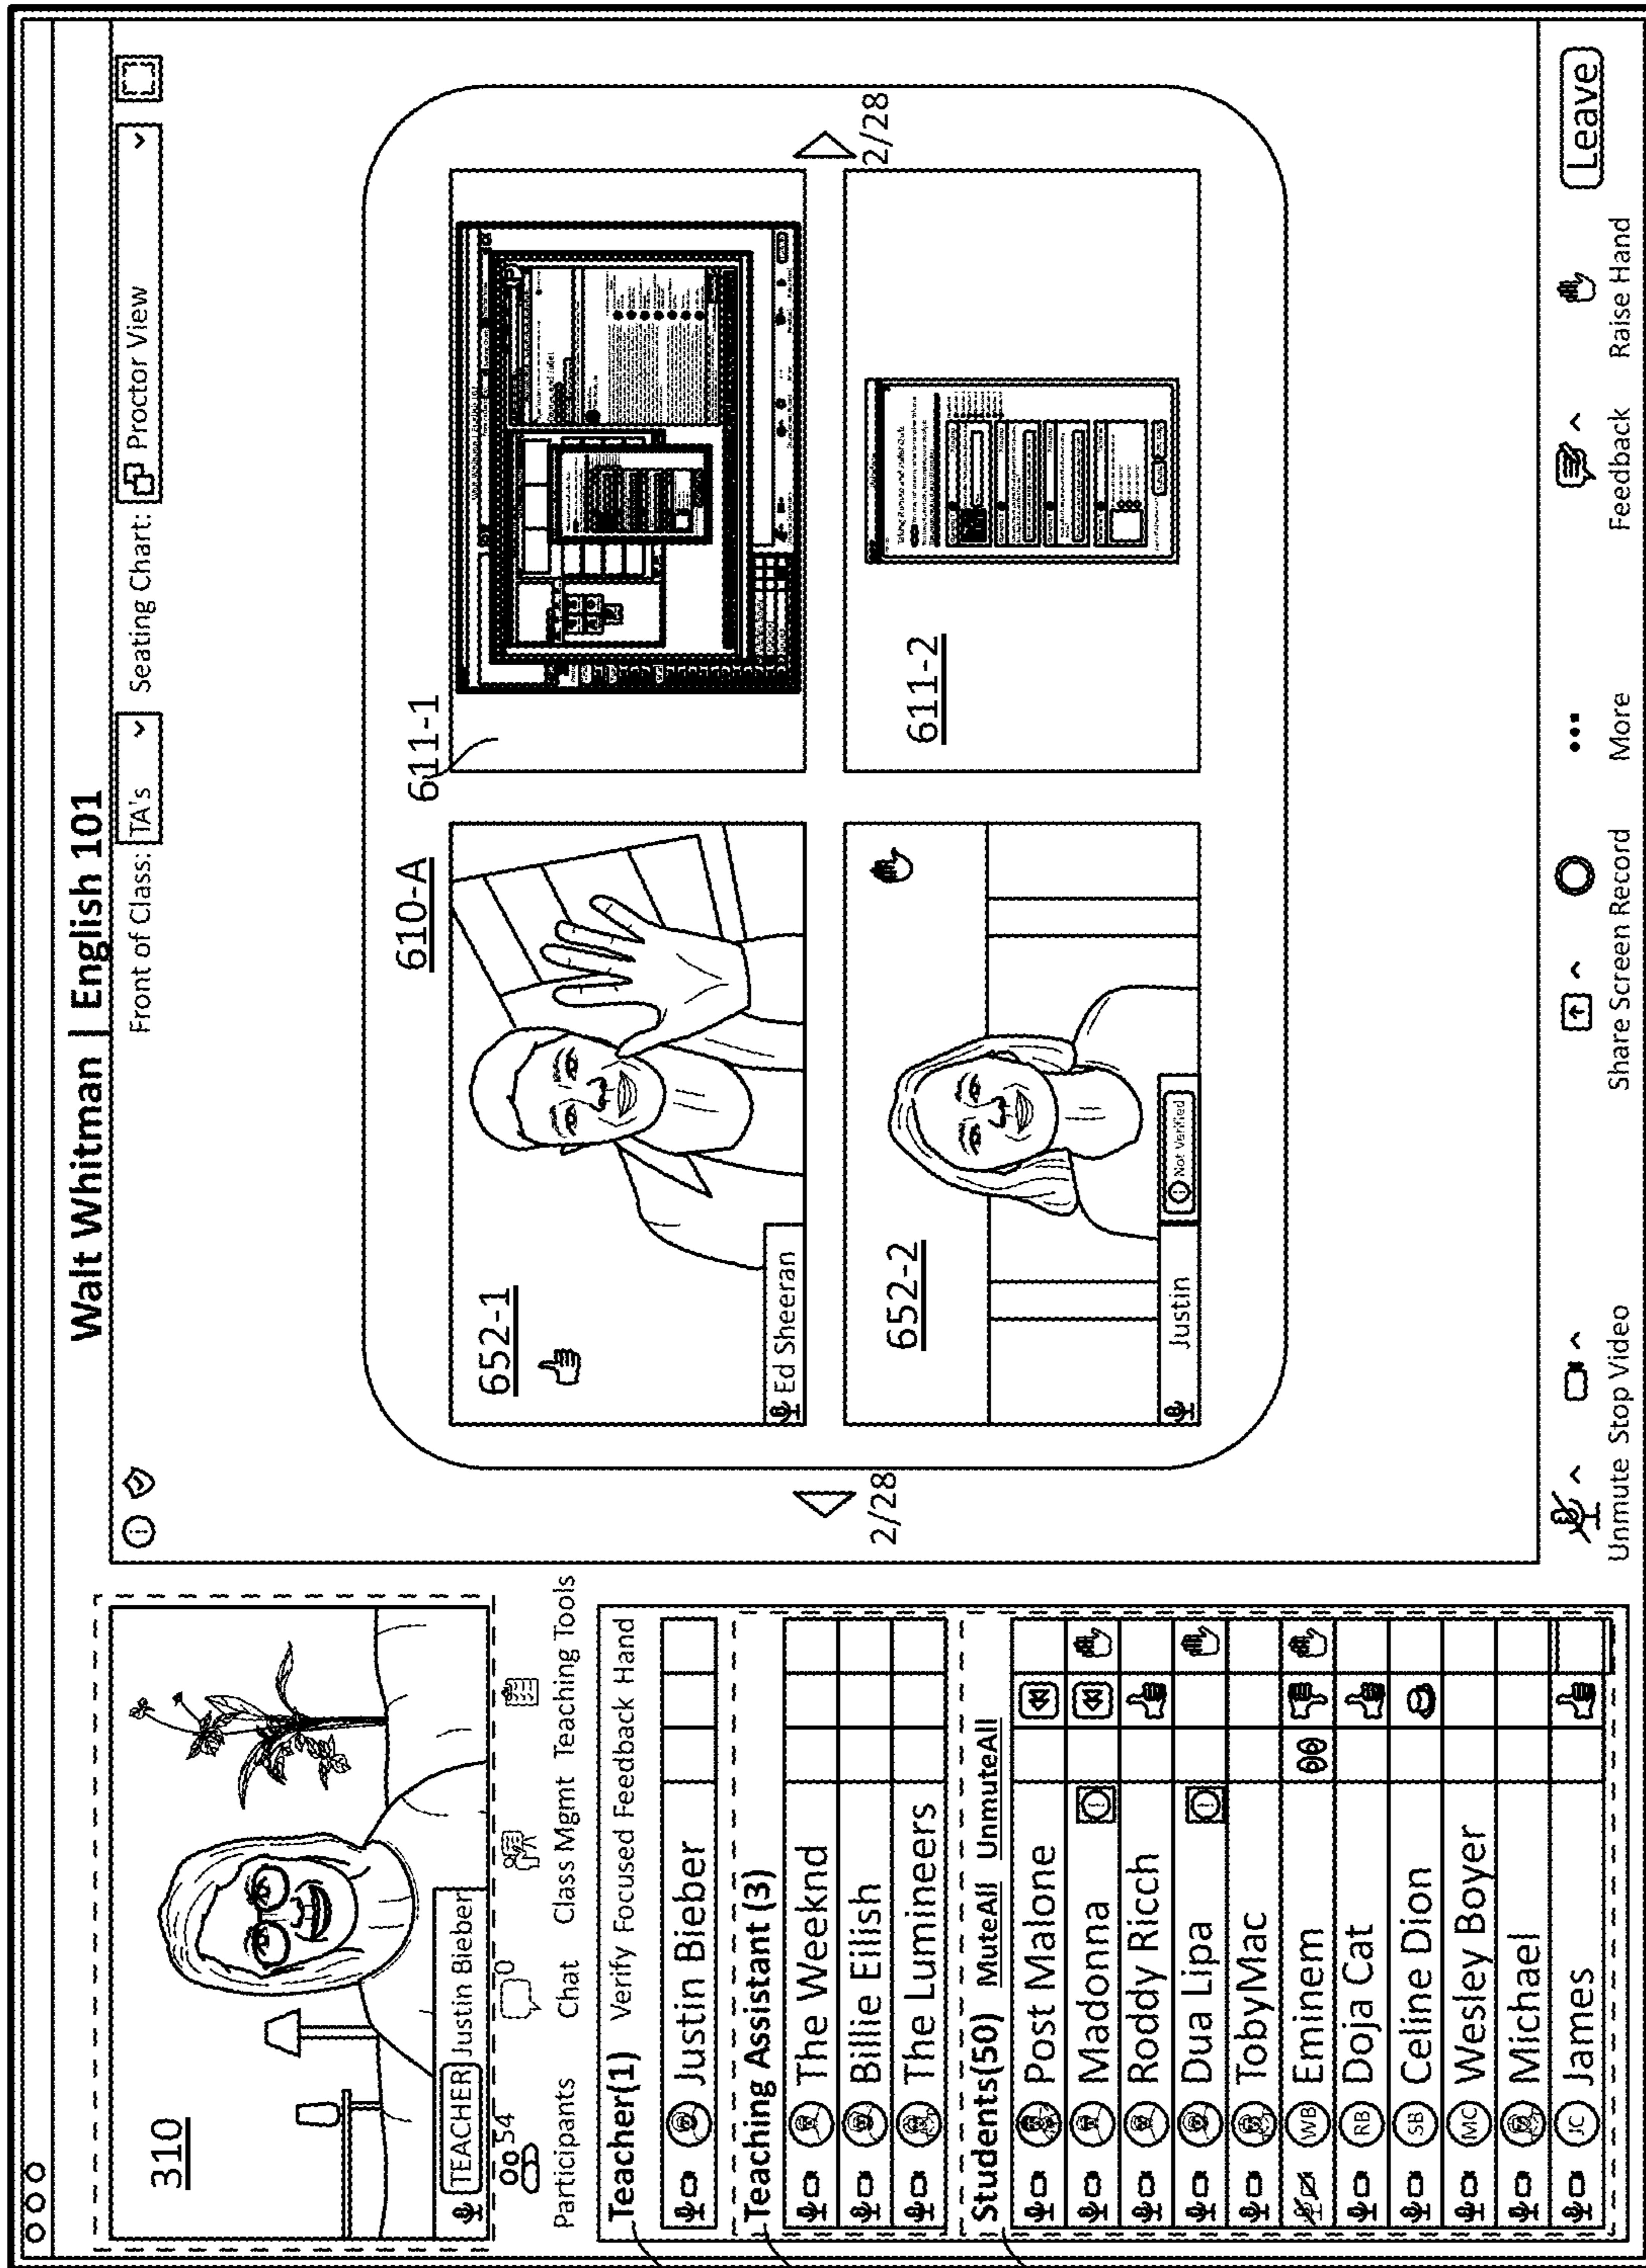 Walt Whitman | English 101
310
TEACHER Justin Bieber
54
0
Participants Chat Class Mgmt Teaching Tools
Teacher(1) Verify Focused Feedback Hand
Justin Bieber
Teaching Assistant (3)
The Weeknd
Billie Eilish
The Lumineers
Students(50) MuteAll UnmuteAll
Post Malone
Madonna
Roddy Ricch
Dua Lipa
TobyMac
WB Eminem
RB Doja Cat
SB Celine Dion
MC Wesley Boyer
Michael
JC James
Front of Class: TA's Seating Chart: Proctor View
610-A
611-1
652-1
Ed Sheeran
2/28
2/28
652-2
611-2
Justin
Not Verified
Unmute Stop Video Share Screen Record More Feedback Raise Hand
Leave